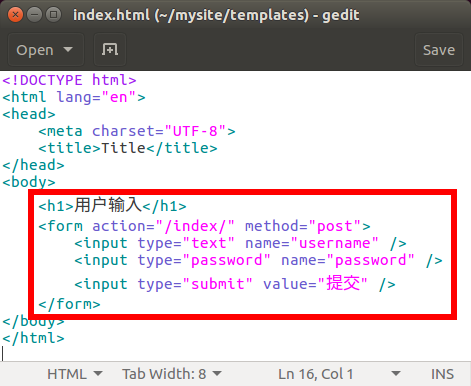 index.html (~/mysite/templates) - gedit
Open Save
<!DOCTYPE html>
<html lang="en">
<head>
    <meta charset="UTF-8">
    <title>Title</title>
</head>
<body>
    <h1>用户输入</h1>
    <form action="/index/" method="post">
        <input type="text" name="username" />
        <input type="password" name="password" />
        <input type="submit" value="提交" />
    </form>
</body>
</html>
HTML Tab Width: 8 Ln 16, Col 1 INS